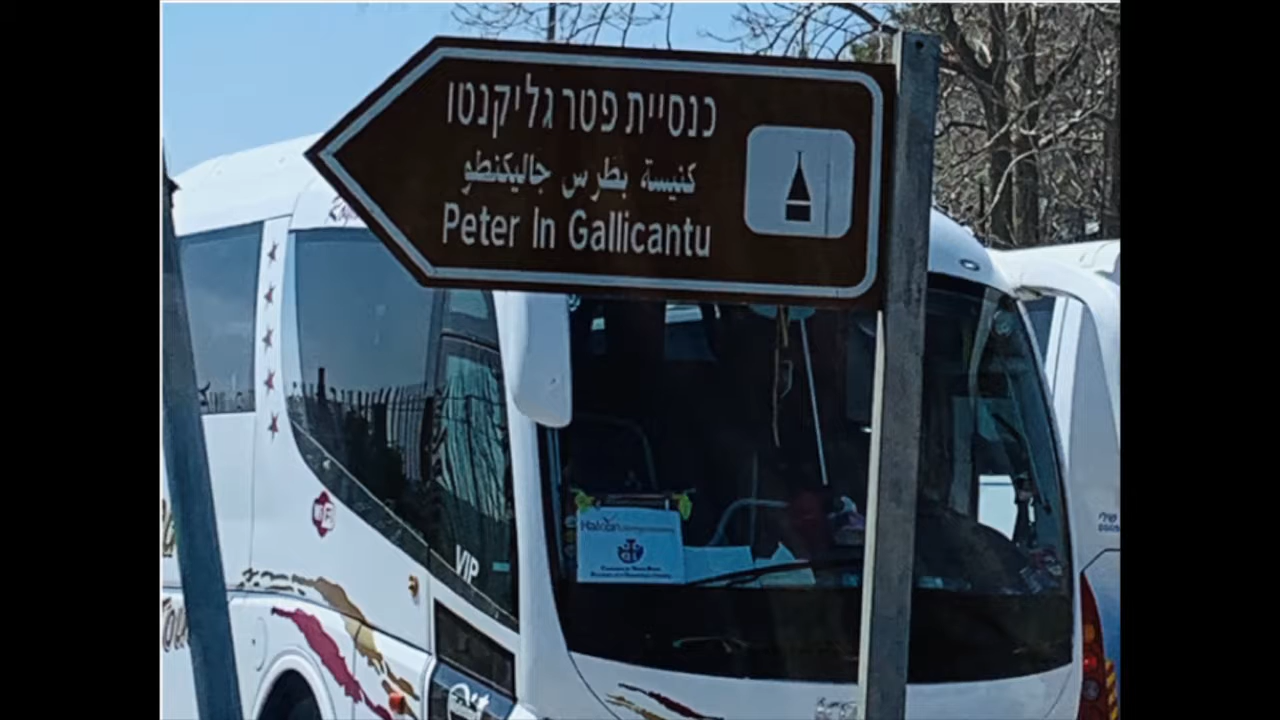 כנסיית פטר גליקנטו
كنيسة بطرس جاليكنطو
Peter In Gallicantu
VIP